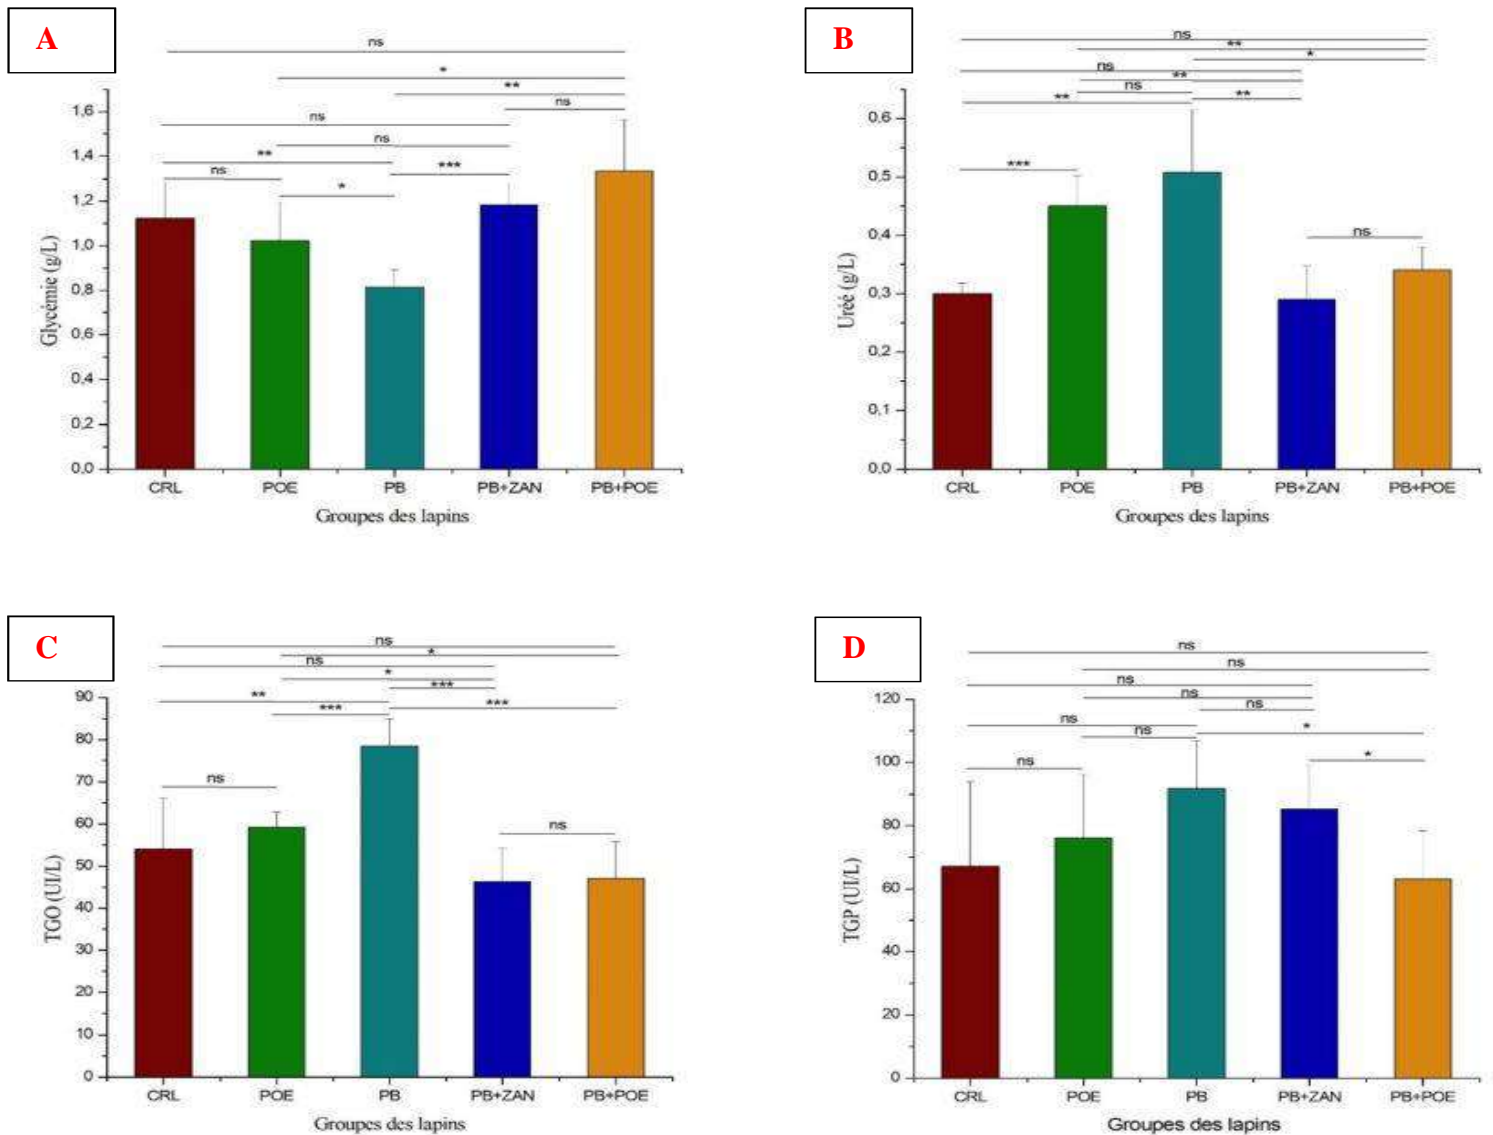 A
ns
*
**
ns
ns
ns
**
***
ns
*
1,6
1,4
1,2
1,0
0,8
0,6
0,4
0,2
0,0
Glycémie (g/L)
CRL POE PB PB+ZAN PB+POE
Groupes des lapins
B
ns
**
*
ns
**
ns
**
**
***
ns
0,6
0,5
0,4
0,3
0,2
0,1
0,0
Uréé (g/L)
CRL POE PB PB+ZAN PB+POE
Groupes des lapins
C
ns
*
ns
*
***
**
***
***
ns
ns
90
80
70
60
50
40
30
20
10
0
TGO (UI/L)
CRL POE PB PB+ZAN PB+POE
Groupes des lapins
D
ns
ns
ns
ns
ns
ns
ns
*
ns
*
120
100
80
60
40
20
0
TGP (UI/L)
CRL POE PB PB+ZAN PB+POE
Groupes des lapins